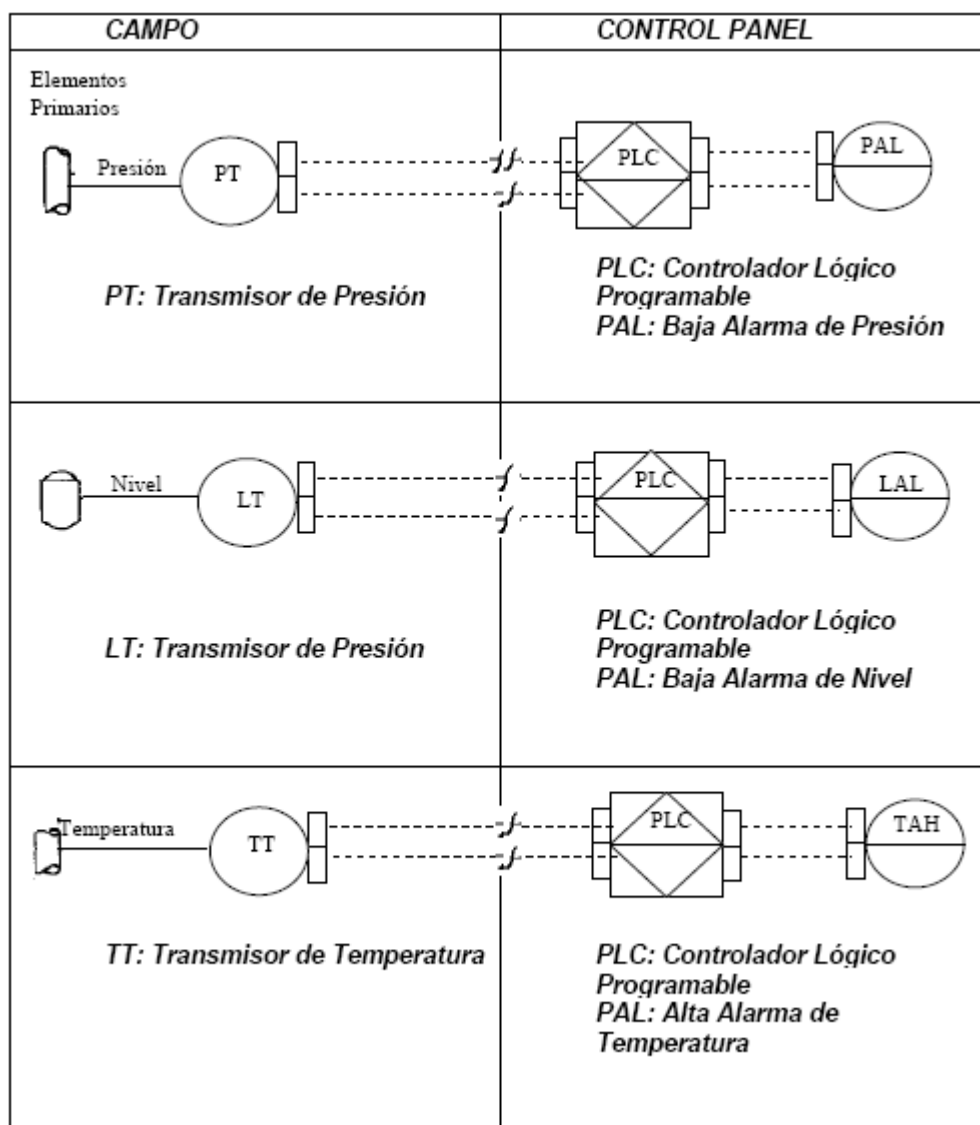 CAMPO
CONTROL PANEL
Elementos
Primarios
Presión
PT
PLC
PAL
PT: Transmisor de Presión
PLC: Controlador Lógico
Programable
PAL: Baja Alarma de Presión
Nivel
LT
PLC
LAL
LT: Transmisor de Presión
PLC: Controlador Lógico
Programable
PAL: Baja Alarma de Nivel
Temperatura
TT
PLC
TAH
TT: Transmisor de Temperatura
PLC: Controlador Lógico
Programable
PAL: Alta Alarma de
Temperatura